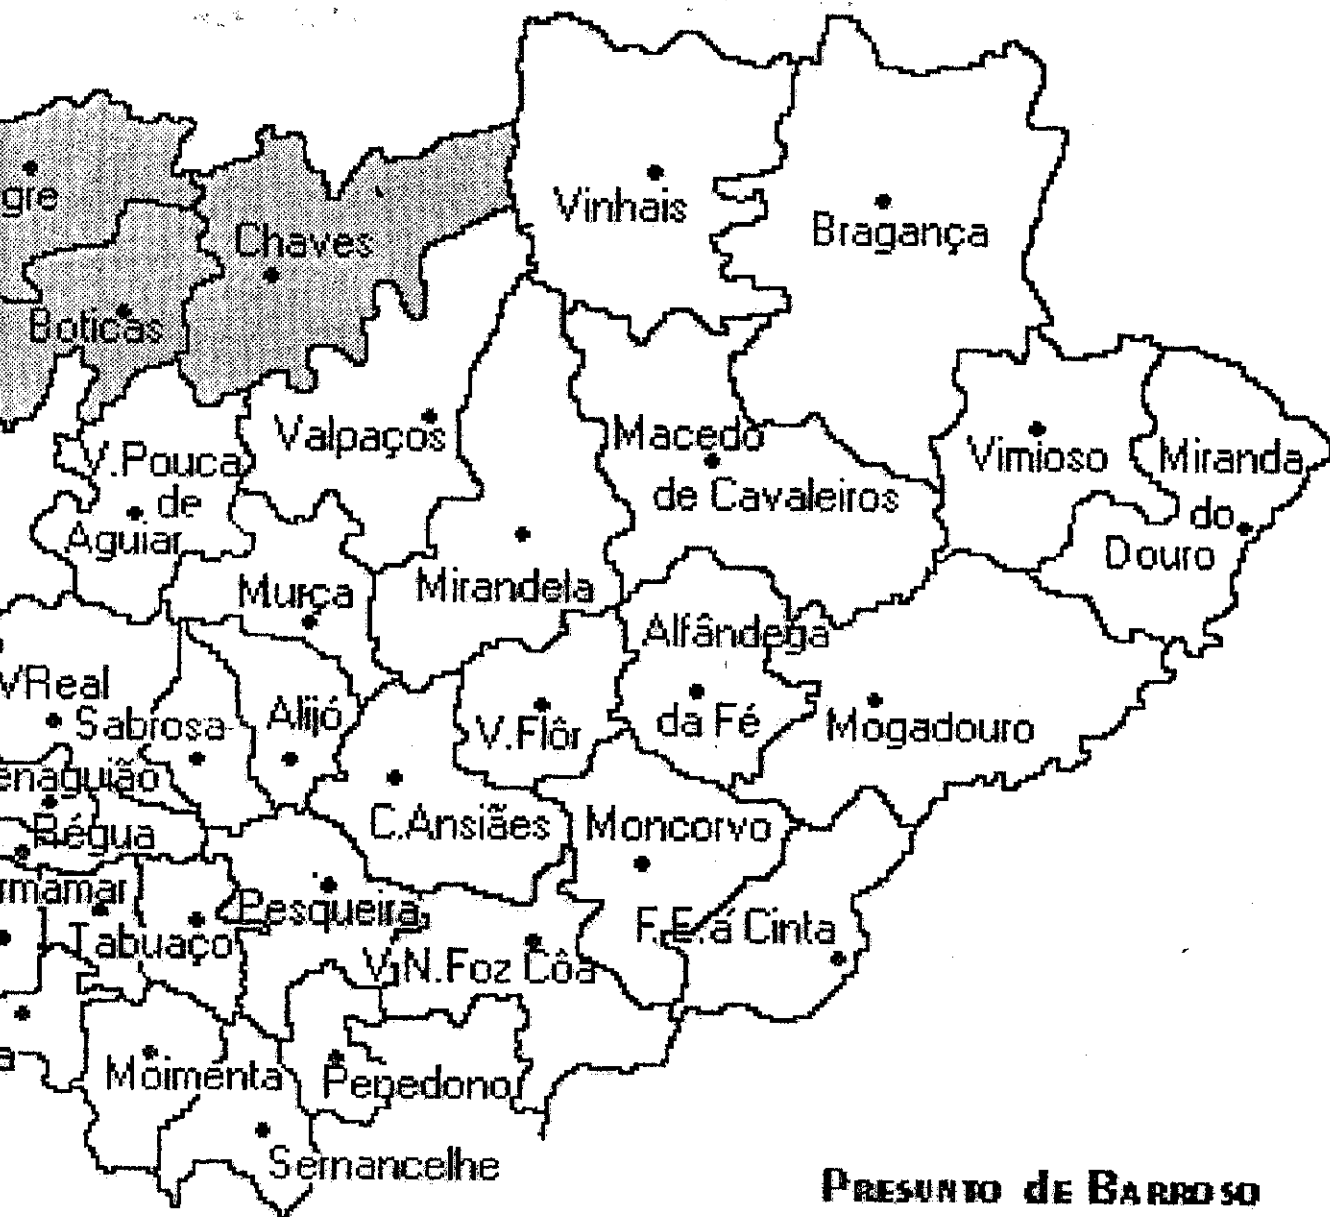 gre
Vinhais
Bragança
Chaves
Boticas
Valpaços
Macedo
de Cavaleiros
Vimioso
Miranda
do
Douro
V.Pouca
de
Aguiar
Murça
Mirandela
Alfândega
da Fé
VReal
Sabrosa
Alijó
V.Flôr
Mogadouro
enaguião
Régua
C.Ansiães
Moncorvo
rmamar
Tabuaço
Pesqueira
F.E.á Cinta
V.N.Foz Côa
a
Moimenta
Penedono
Sernancelhe
PRESUNTO de BARROSO